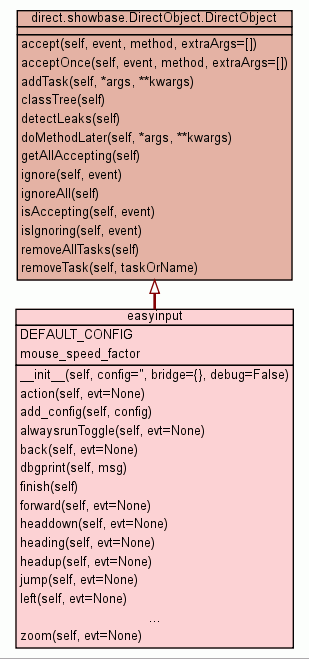 direct.showbase.DirectObject.DirectObject
accept(self, event, method, extraArgs=[])
acceptOnce(self, event, method, extraArgs=[])
addTask(self, *args, **kwargs)
classTree(self)
detectLeaks(self)
doMethodLater(self, *args, **kwargs)
getAllAccepting(self)
ignore(self, event)
ignoreAll(self)
isAccepting(self, event)
isIgnoring(self, event)
removeAllTasks(self)
removeTask(self, taskOrName)
easyinput
DEFAULT_CONFIG
mouse_speed_factor
__init__(self, config='', bridge={}, debug=False)
action(self, evt=None)
add_config(self, config)
alwaysrunToggle(self, evt=None)
back(self, evt=None)
dbgprint(self, msg)
finish(self)
forward(self, evt=None)
headdown(self, evt=None)
heading(self, evt=None)
headup(self, evt=None)
jump(self, evt=None)
left(self, evt=None)
...
zoom(self, evt=None)